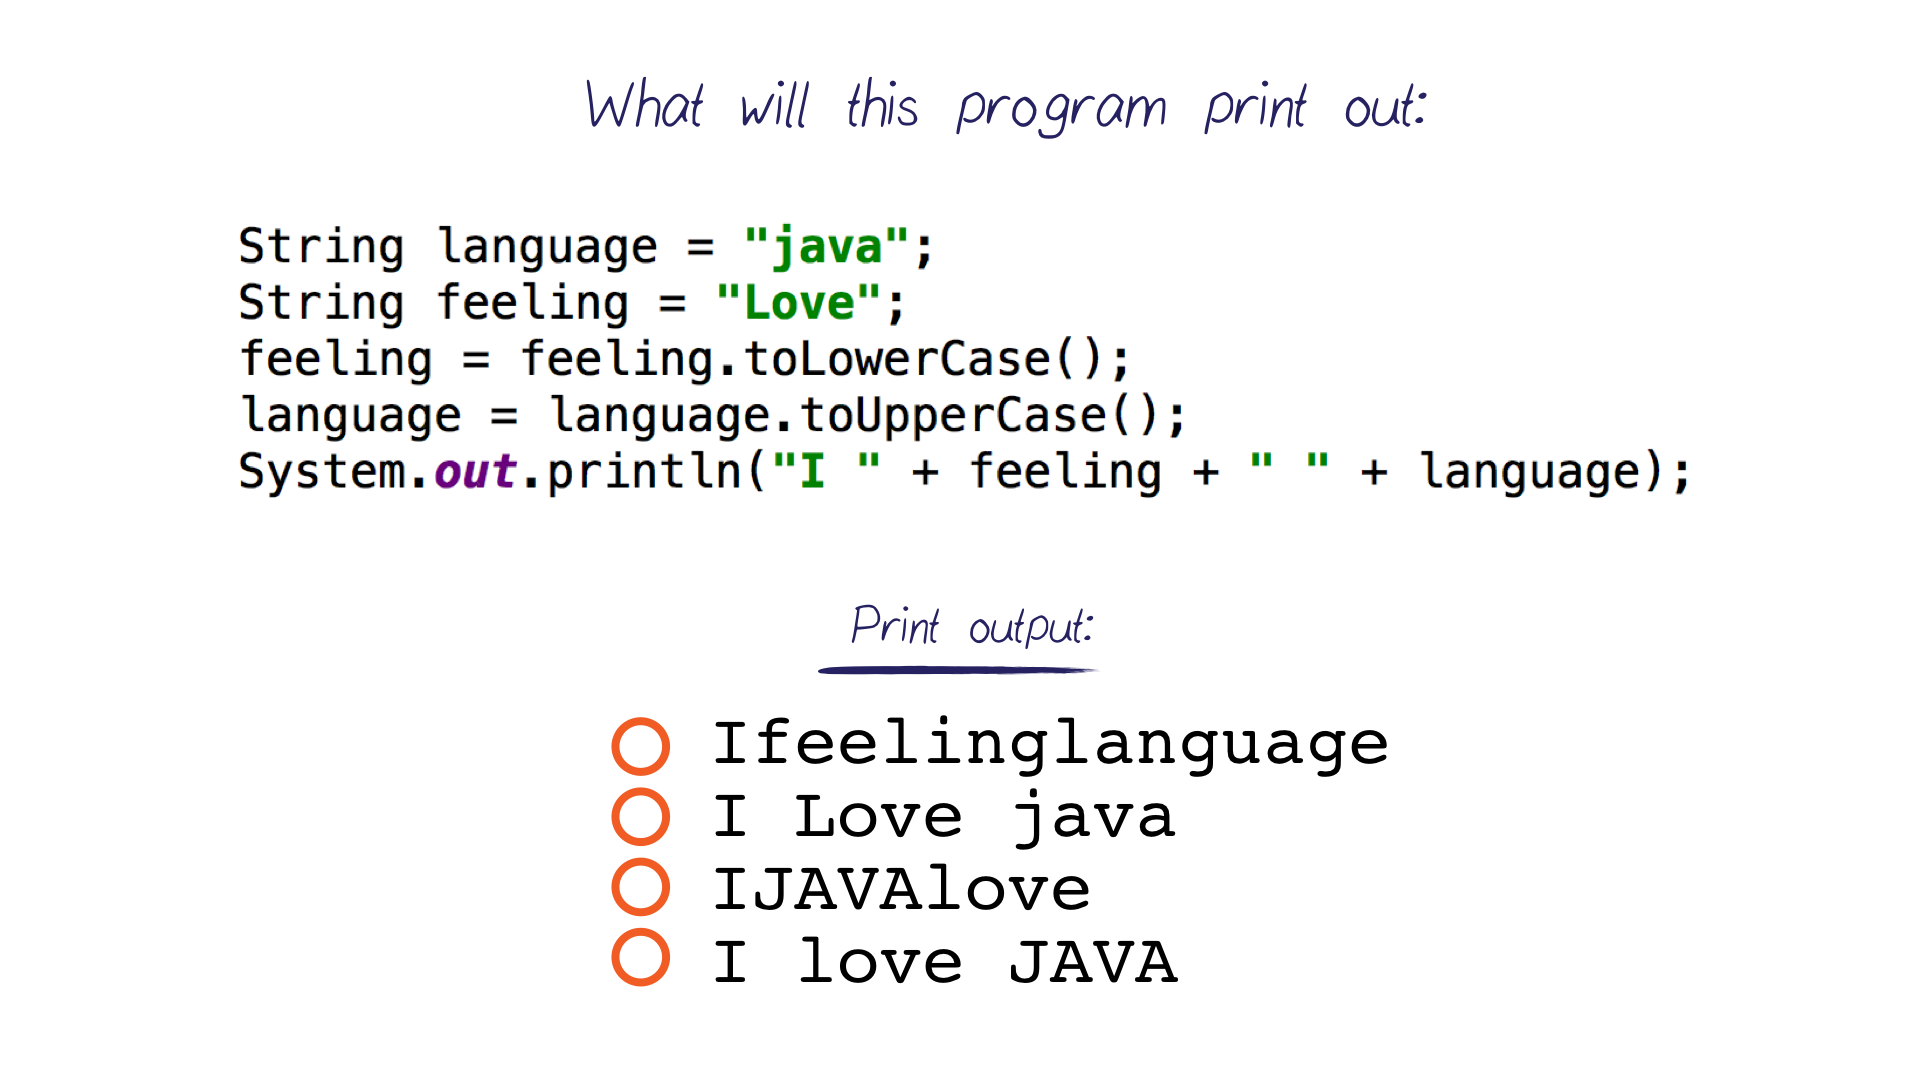 What will this program print out:
String language = "java";
String feeling = "Love";
feeling = feeling.toLowerCase();
language = language.toUpperCase();
System.out.println("I " + feeling + " " + language);
Print output:
Ifeelinglanguage
I Love java
IJAVAlove
I love JAVA